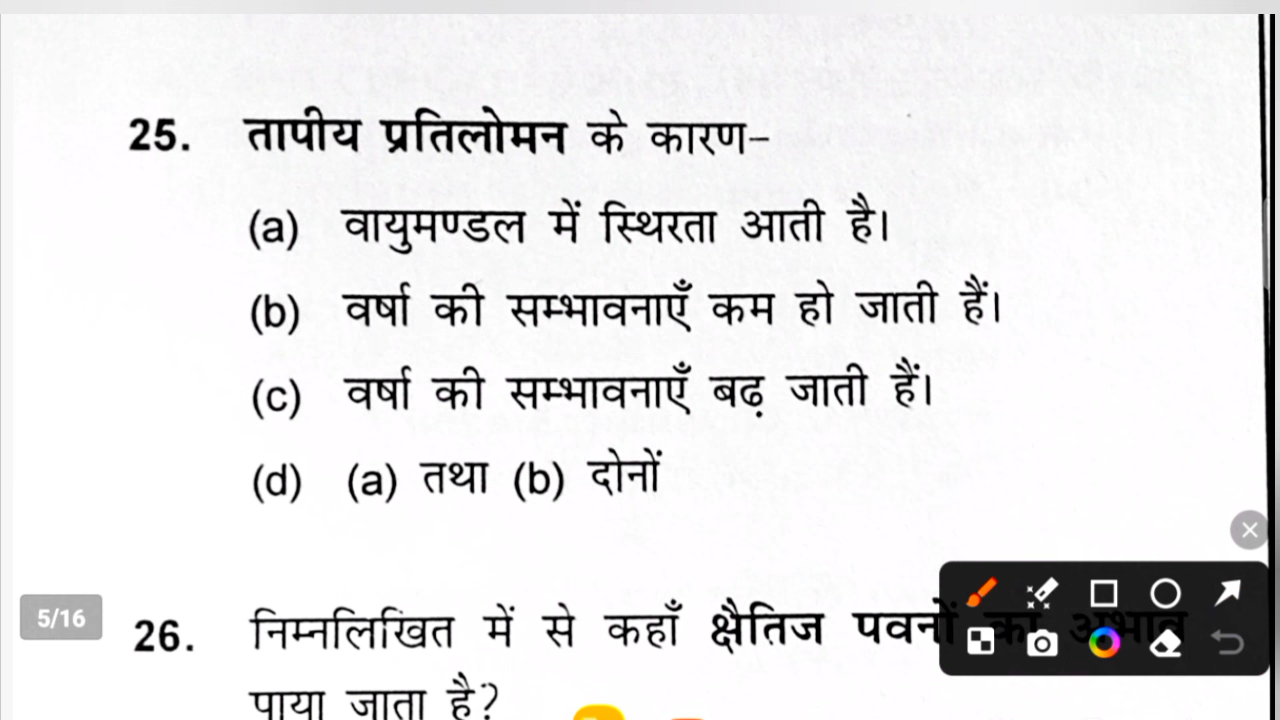 25. तापीय प्रतिलोमन के कारण–
(a) वायुमण्डल में स्थिरता आती है।
(b) वर्षा की सम्भावनाएँ कम हो जाती हैं।
(c) वर्षा की सम्भावनाएँ बढ़ जाती हैं।
(d) (a) तथा (b) दोनों
5/16
26. निम्नलिखित में से कहाँ क्षैतिज पवनों का अभाव
पाया जाता है?